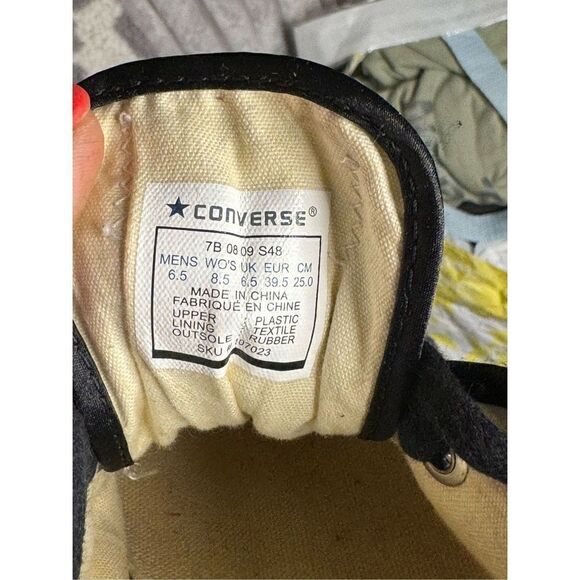 ★CONVERSE®
7B 08 09 S48
MENS WO'S UK EUR CM
6.5 8.5 6.5 39.5 25.0
MADE IN CHINA
FABRIQUÉ EN CHINE
UPPER PLASTIC
LINING TEXTILE
OUTSOLE RUBBER
SKU